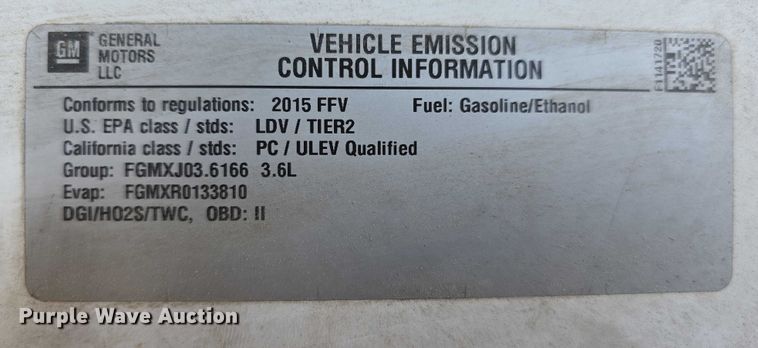 GM
GENERAL
MOTORS
LLC
VEHICLE EMISSION
CONTROL INFORMATION
Conforms to regulations: 2015 FFV Fuel: Gasoline/Ethanol
U.S. EPA class / stds: LDV / TIER2
California class / stds: PC / ULEV Qualified
Group: FGMXJ03.6166 3.6L
Evap: FGMXR0133810
DGI/HO2S/TWC, OBD: II
Purple Wave Auction